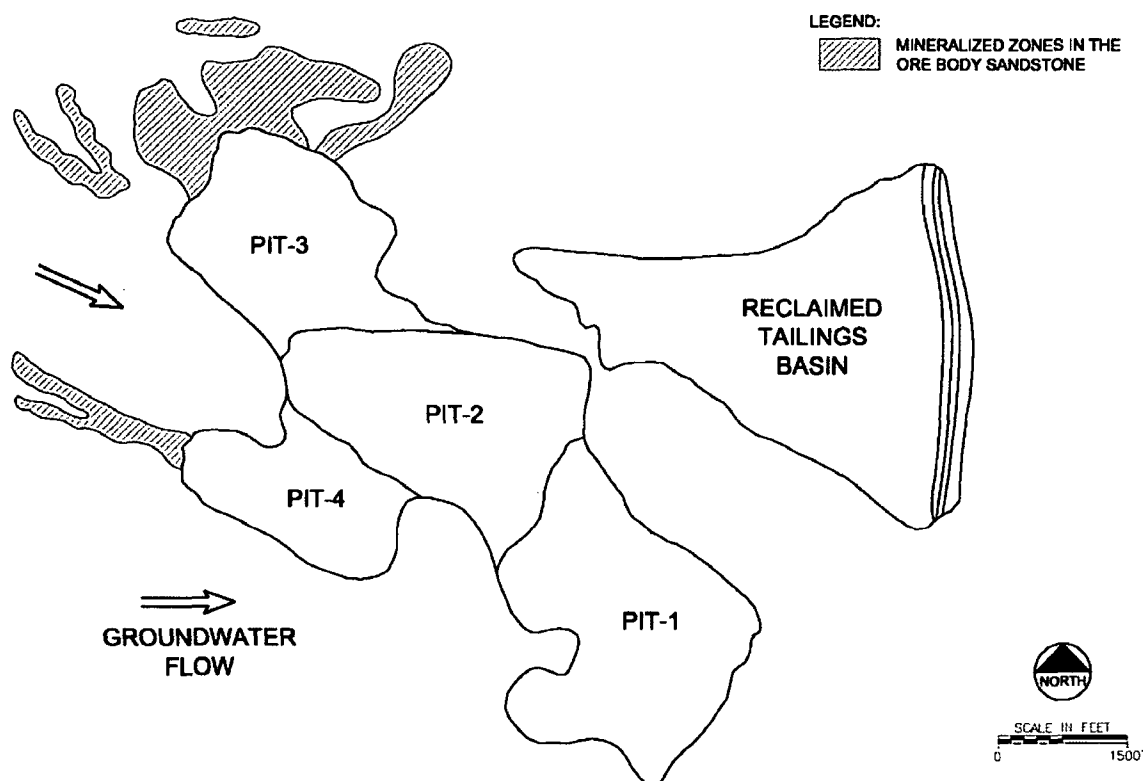 LEGEND:
MINERALIZED ZONES IN THE
ORE BODY SANDSTONE
PIT-3
RECLAIMED
TAILINGS
BASIN
PIT-2
PIT-4
PIT-1
GROUNDWATER
FLOW
NORTH
SCALE IN FEET
0 1500'